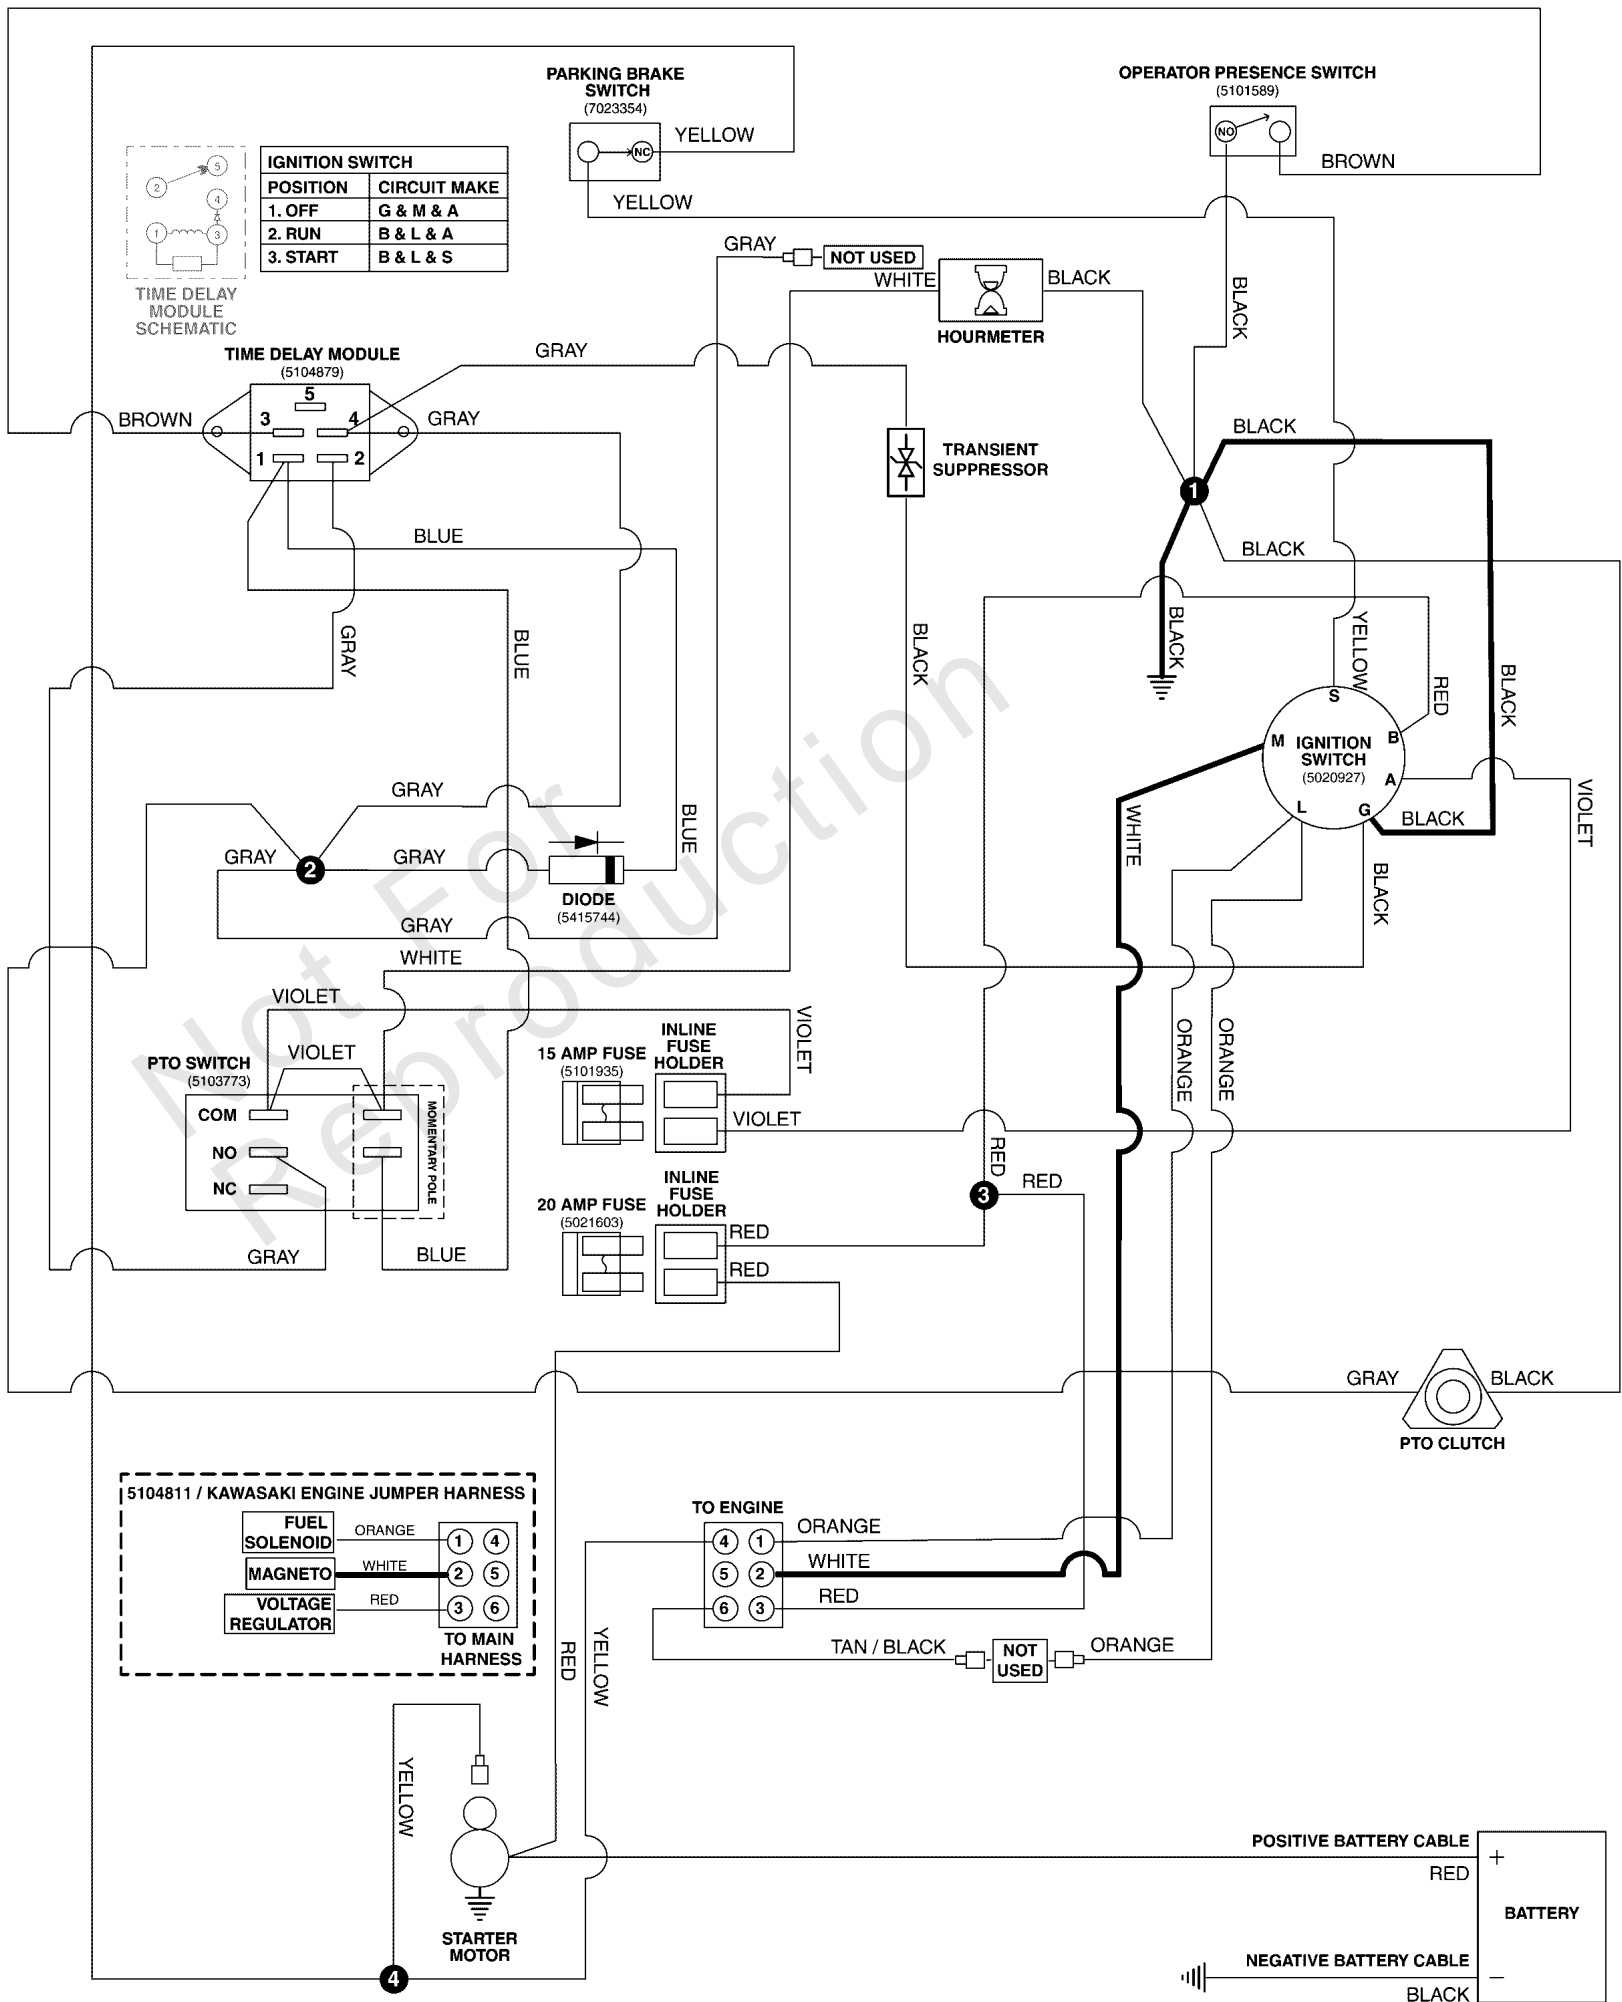 PARKING BRAKE
SWITCH
(7023354)
YELLOW
NC
YELLOW
OPERATOR PRESENCE SWITCH
(5101589)
NO
BROWN
IGNITION SWITCH
POSITION CIRCUIT MAKE
1. OFF G & M & A
2. RUN B & L & A
3. START B & L & S
5
2
4
1
3
TIME DELAY
MODULE
SCHEMATIC
GRAY
NOT USED
WHITE
BLACK
HOURMETER
BLACK
TIME DELAY MODULE
(5104879)
GRAY
5
BROWN
3
4
GRAY
1
2
BLUE
GRAY
BLUE
TRANSIENT
SUPPRESSOR
BLACK
BLACK
1
BLACK
BLACK
YELLOW
RED
BLACK
S
M
B
IGNITION
SWITCH
(5020927)
A
L
G
BLACK
VIOLET
WHITE
BLACK
GRAY
BLUE
GRAY
2
GRAY
DIODE
(5415744)
GRAY
WHITE
VIOLET
VIOLET
VIOLET
PTO SWITCH
(5103773)
COM
NO
NC
MOMENTARY POLE
GRAY
BLUE
15 AMP FUSE
(5101935)
INLINE
FUSE
HOLDER
VIOLET
20 AMP FUSE
(5021603)
INLINE
FUSE
HOLDER
RED
RED
RED
3
RED
ORANGE
ORANGE
GRAY
BLACK
PTO CLUTCH
5104811 / KAWASAKI ENGINE JUMPER HARNESS
FUEL
SOLENOID
ORANGE
1 4
MAGNETO
WHITE
2 5
VOLTAGE
REGULATOR
RED
3 6
TO MAIN
HARNESS
TO ENGINE
4 1
ORANGE
5 2
WHITE
6 3
RED
TAN / BLACK
NOT
USED
ORANGE
RED
YELLOW
YELLOW
STARTER
MOTOR
4
POSITIVE BATTERY CABLE
RED
+
BATTERY
NEGATIVE BATTERY CABLE
BLACK
–
Not For
Reproduction